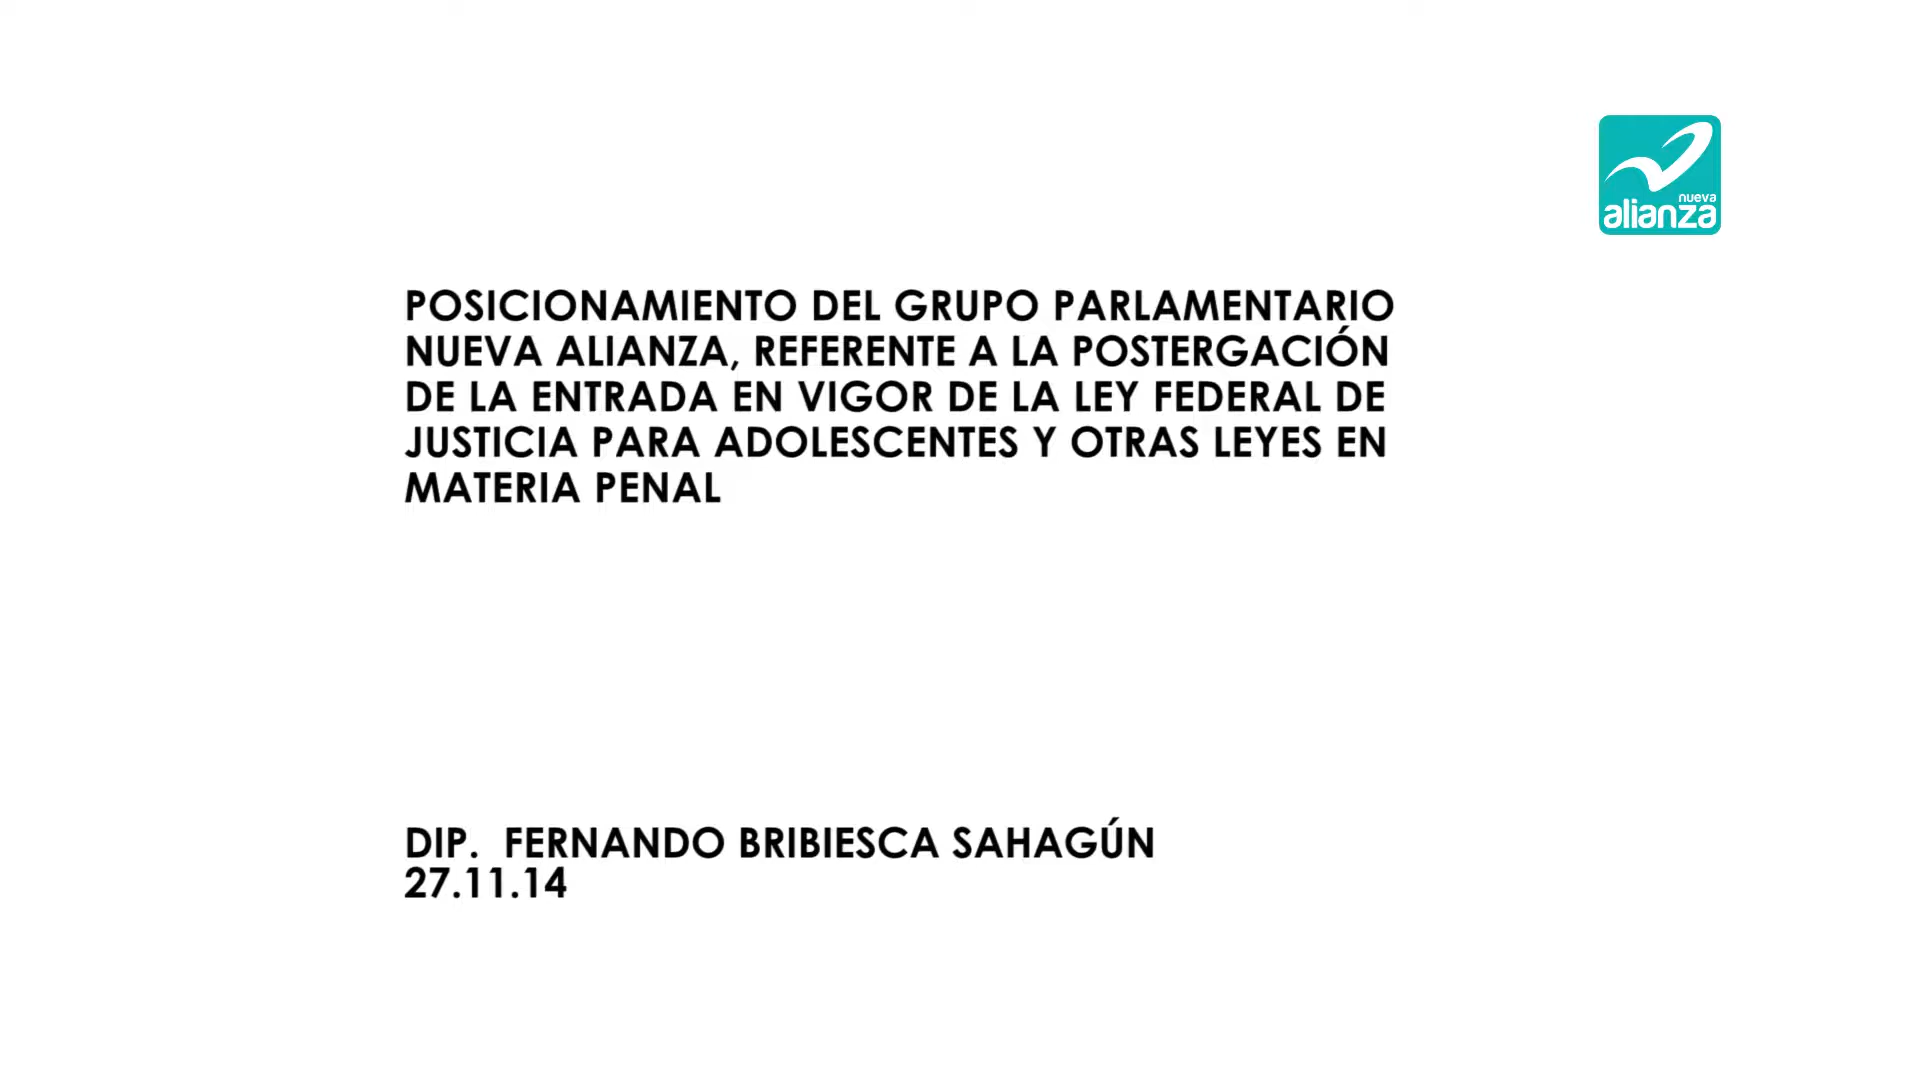 nueva
alianza
POSICIONAMIENTO DEL GRUPO PARLAMENTARIO
NUEVA ALIANZA, REFERENTE A LA POSTERGACIÓN
DE LA ENTRADA EN VIGOR DE LA LEY FEDERAL DE
JUSTICIA PARA ADOLESCENTES Y OTRAS LEYES EN
MATERIA PENAL
DIP.  FERNANDO BRIBIESCA SAHAGÚN
27.11.14